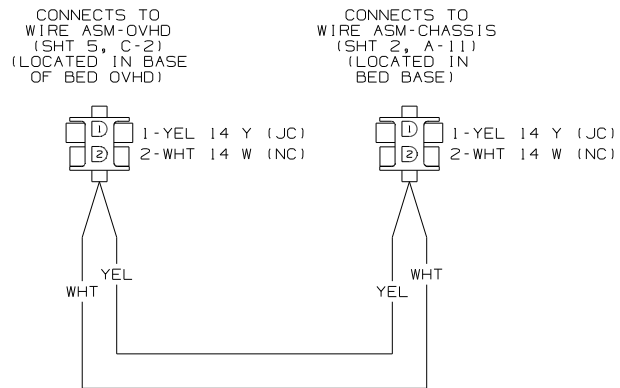 CONNECTS TO
WIRE ASM-OVHD
(SHT 5, C-2)
(LOCATED IN BASE
OF BED OVHD)
CONNECTS TO
WIRE ASM-CHASSIS
(SHT 2, A-11)
(LOCATED IN
BED BASE)
1
1-YEL 14 Y (JC)
2
2-WHT 14 W (NC)
1
1-YEL 14 Y (JC)
2
2-WHT 14 W (NC)
YEL
WHT
WHT
YEL